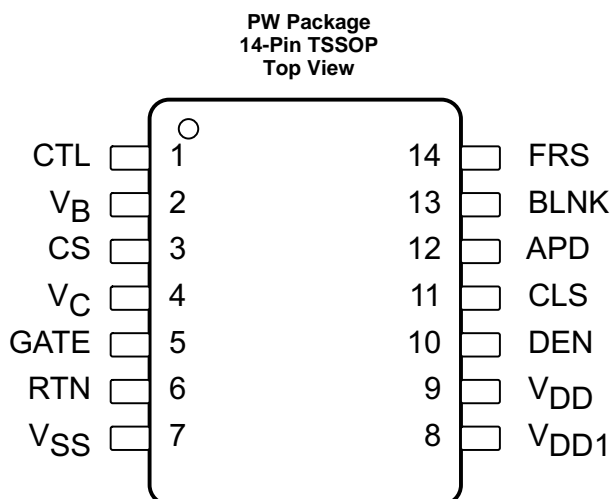 PW Package
14-Pin TSSOP
Top View
CTL 1 14 FRS
VB 2 13 BLNK
CS 3 12 APD
VC 4 11 CLS
GATE 5 10 DEN
RTN 6 9 VDD
VSS 7 8 VDD1